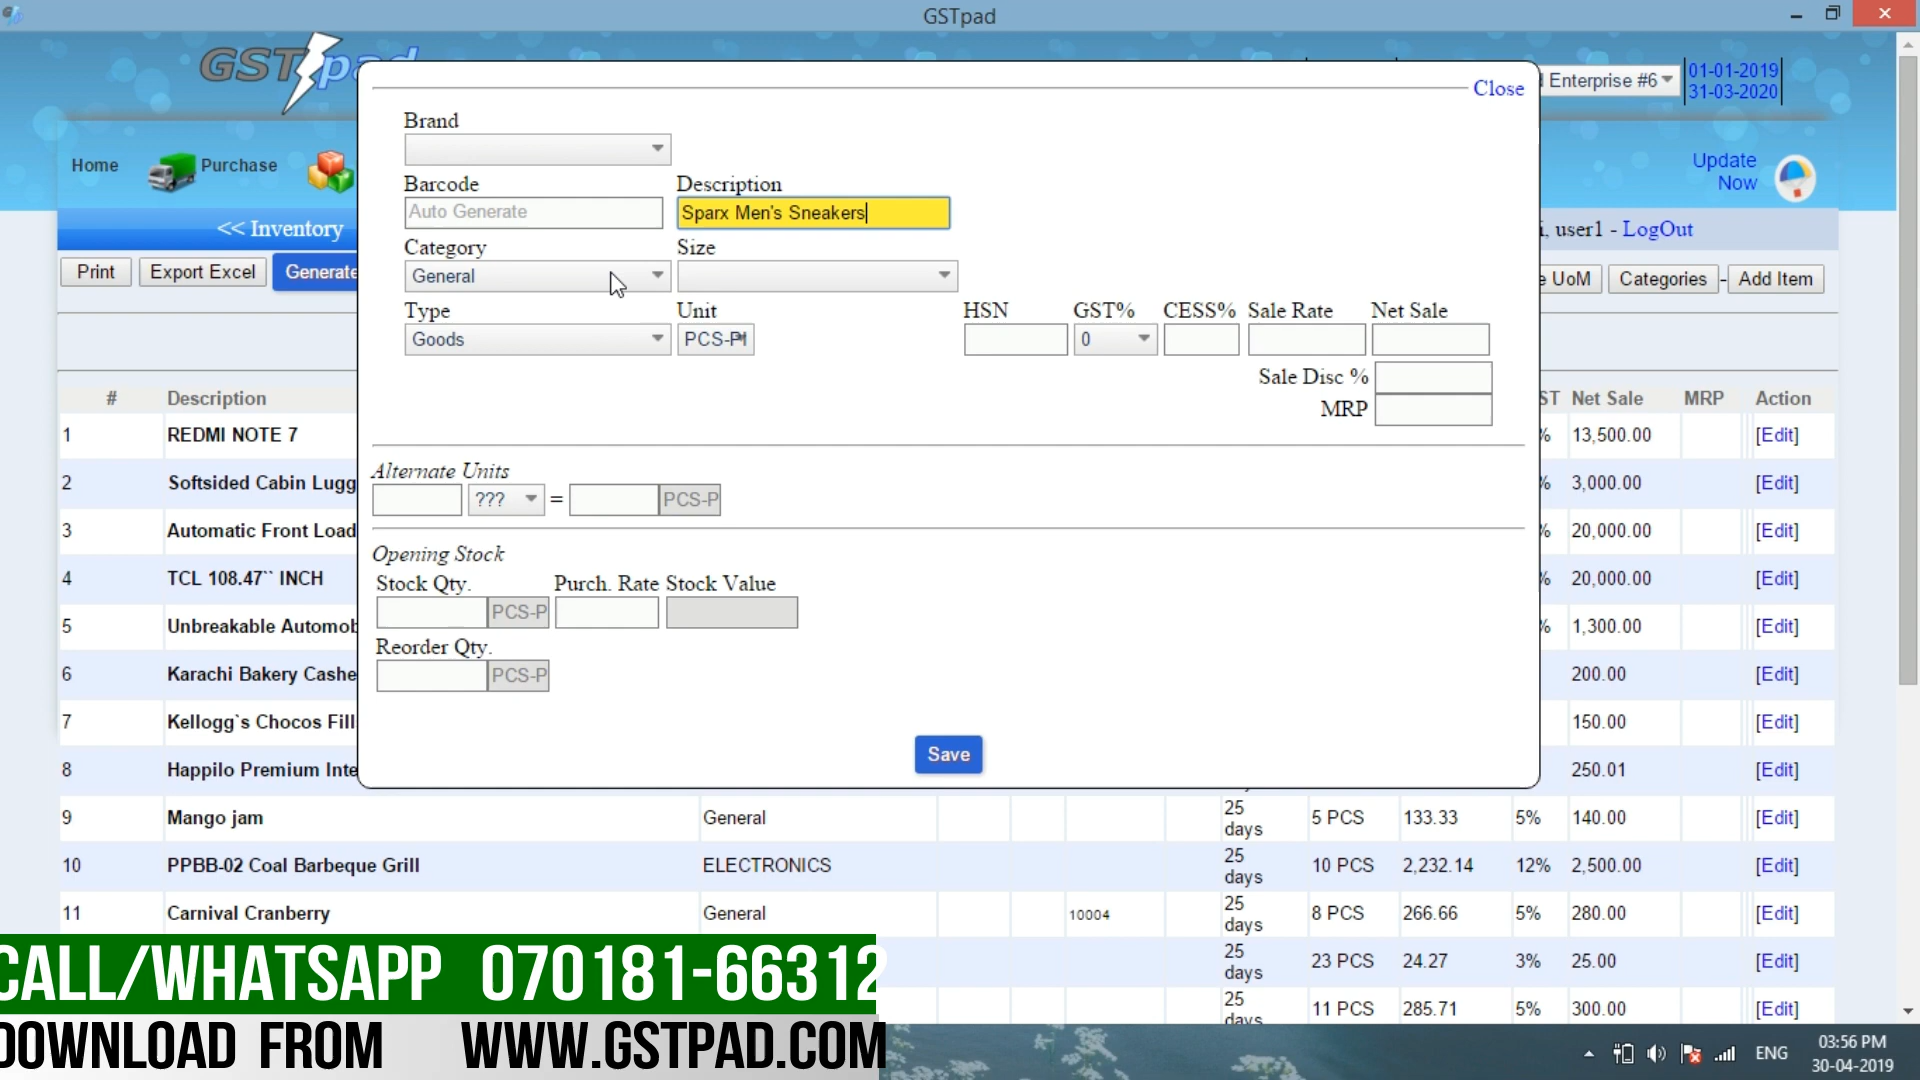 GSTpad
GSTpad
Close
Enterprise #6
01-01-2019
31-03-2020
Home
Purchase
Update
Now
<< Inventory
, user1 - LogOut
Print
Export Excel
Generate
UoM
Categories
-
Add Item
Brand
Barcode
Description
Auto Generate
Sparx Men's Sneakers
Category
Size
General
Type
Unit
HSN
GST%
CESS%
Sale Rate
Net Sale
Goods
0
Sale Disc %
MRP
Alternate Units
???
=
PCS-P
Opening Stock
Stock Qty.
Purch. Rate
Stock Value
PCS-P
Reorder Qty.
PCS-P
Save
# Description ST Net Sale MRP Action
1 REDMI NOTE 7 % 13,500.00 [Edit]
2 Softsided Cabin Lugg % 3,000.00 [Edit]
3 Automatic Front Load % 20,000.00 [Edit]
4 TCL 108.47`` INCH % 20,000.00 [Edit]
5 Unbreakable Automob % 1,300.00 [Edit]
6 Karachi Bakery Cashe 200.00 [Edit]
7 Kellogg`s Chocos Fill 150.00 [Edit]
8 Happilo Premium Inte 250.01 [Edit]
9 Mango jam General 25 days 5 PCS 133.33 5% 140.00 [Edit]
10 PPBB-02 Coal Barbeque Grill ELECTRONICS 25 days 10 PCS 2,232.14 12% 2,500.00 [Edit]
11 Carnival Cranberry General 10004 25 days 8 PCS 266.66 5% 280.00 [Edit]
25 days 23 PCS 24.27 3% 25.00 [Edit]
25 days 11 PCS 285.71 5% 300.00 [Edit]
CALL/WHATSAPP 070181-66312
DOWNLOAD FROM WWW.GSTPAD.COM
ENG
03:56 PM
30-04-2019